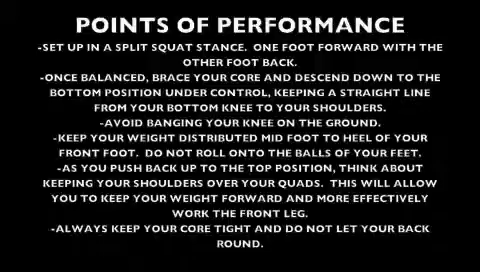 POINTS OF PERFORMANCE
-SET UP IN A SPLIT SQUAT STANCE. ONE FOOT FORWARD WITH THE
OTHER FOOT BACK.
-ONCE BALANCED, BRACE YOUR CORE AND DESCEND DOWN TO THE
BOTTOM POSITION UNDER CONTROL, KEEPING A STRAIGHT LINE
FROM YOUR BOTTOM KNEE TO YOUR SHOULDERS.
-AVOID BANGING YOUR KNEE ON THE GROUND.
-KEEP YOUR WEIGHT DISTRIBUTED MID FOOT TO HEEL OF YOUR
FRONT FOOT. DO NOT ROLL ONTO THE BALLS OF YOUR FEET.
-AS YOU PUSH BACK UP TO THE TOP POSITION, THINK ABOUT
KEEPING YOUR SHOULDERS OVER YOUR QUADS. THIS WILL ALLOW
YOU TO KEEP YOUR WEIGHT FORWARD AND MORE EFFECTIVELY
WORK THE FRONT LEG.
-ALWAYS KEEP YOUR CORE TIGHT AND DO NOT LET YOUR BACK
ROUND.